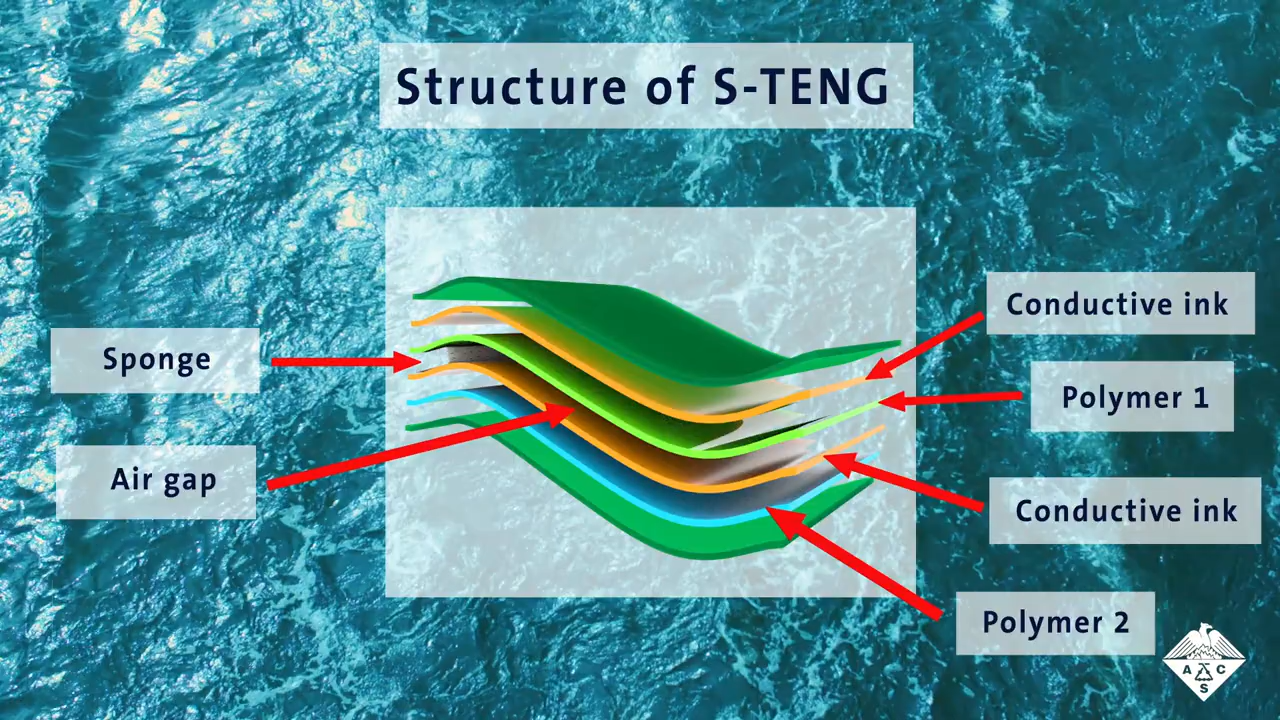 Structure of S-TENG
Sponge
Air gap
Conductive ink
Polymer 1
Conductive ink
Polymer 2
A C
S